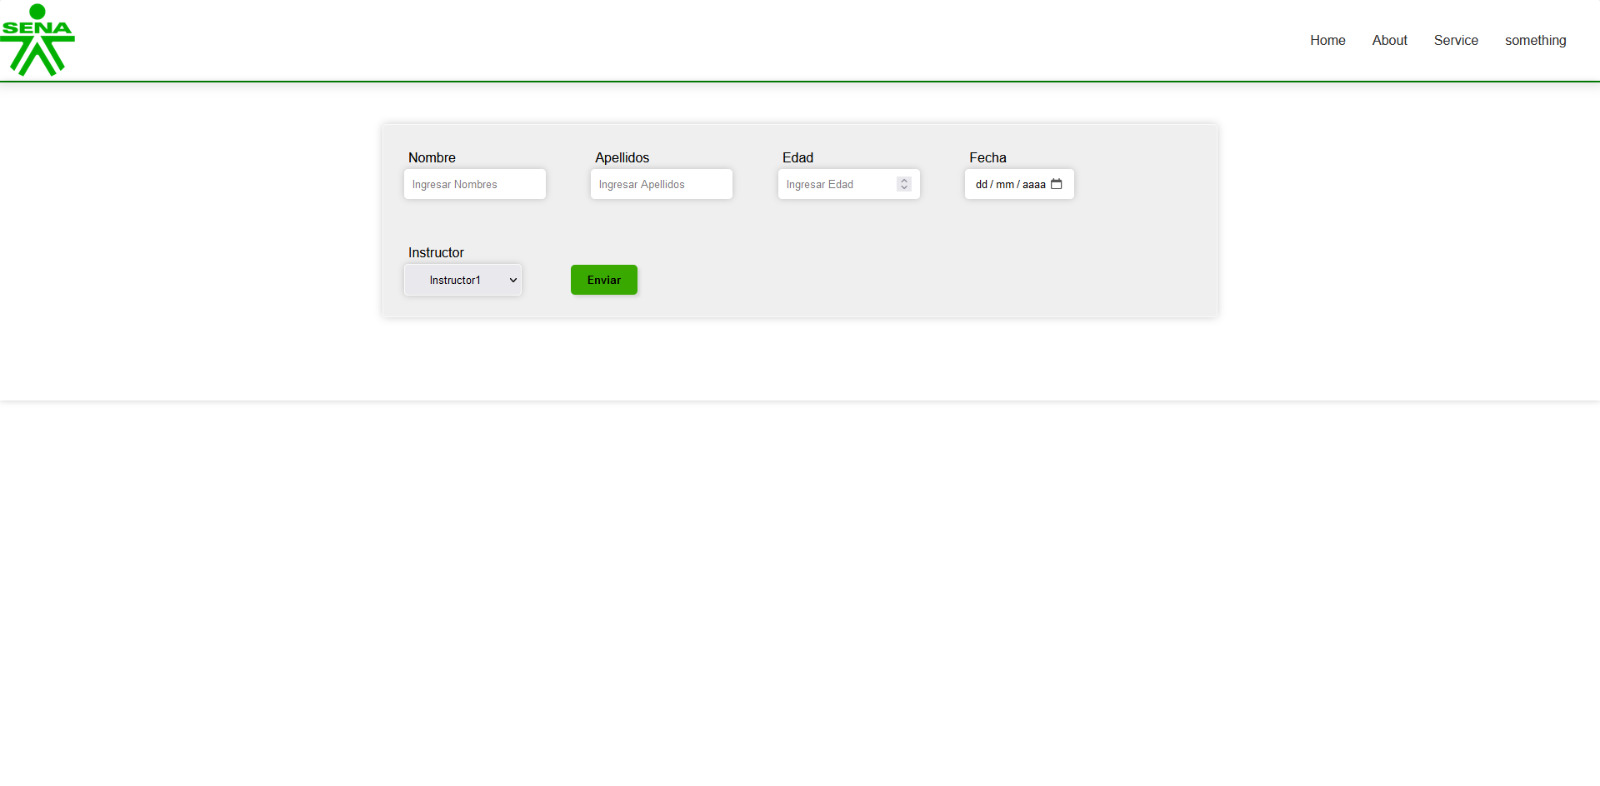 SENA
Home About Service something
Nombre Apellidos Edad Fecha
Ingresar Nombres Ingresar Apellidos Ingresar Edad dd / mm / aaaa
Instructor
Instructor1 Enviar